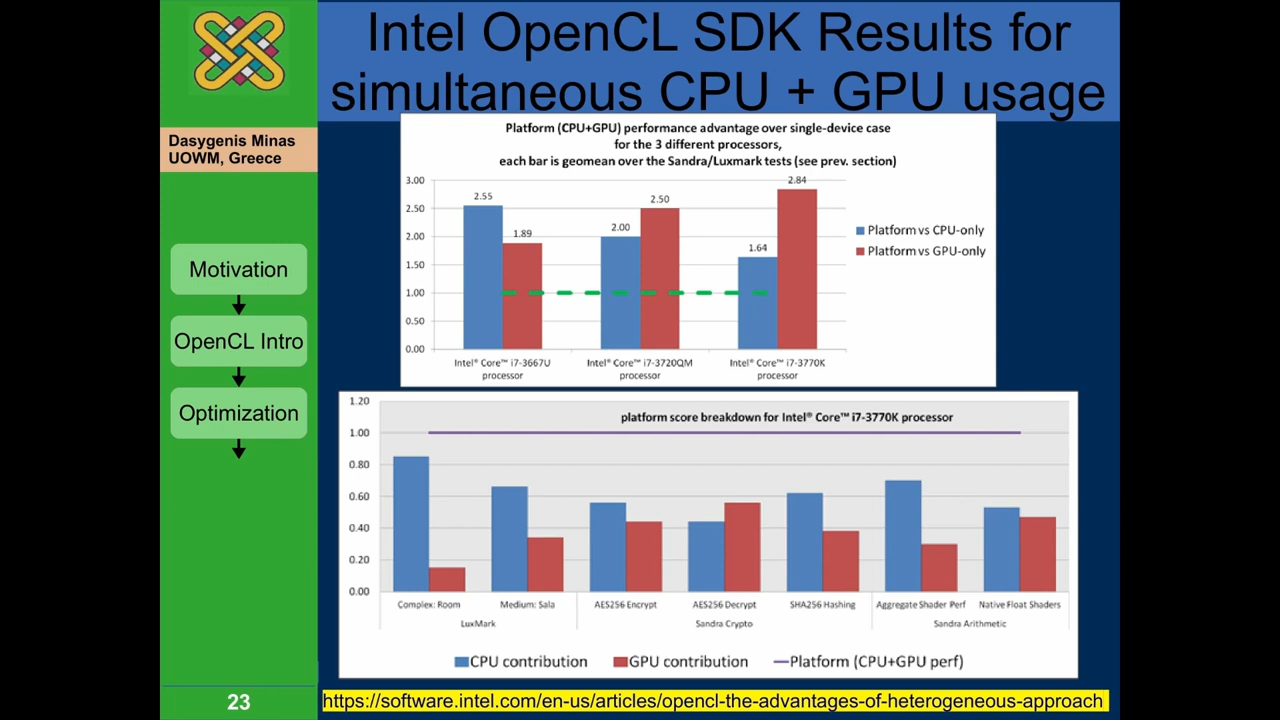 Intel OpenCL SDK Results for
simultaneous CPU + GPU usage
Dasygenis Minas
UOWM, Greece
Motivation
OpenCL Intro
Optimization
23
Platform (CPU+GPU) performance advantage over single-device case
for the 3 different processors,
each bar is geomean over the Sandra/Luxmark tests (see prev. section)
3.00
2.50
2.00
1.50
1.00
0.50
0.00
2.55
1.89
2.00
2.50
1.64
2.84
Intel® Core™ i7-3667U
processor
Intel® Core™ i7-3720QM
processor
Intel® Core™ i7-3770K
processor
Platform vs CPU-only
Platform vs GPU-only
platform score breakdown for Intel® Core™ i7-3770K processor
1.20
1.00
0.80
0.60
0.40
0.20
0.00
Complex: Room
Medium: Sala
AES256 Encrypt
AES256 Decrypt
SHA256 Hashing
Aggregate Shader Perf
Native Float Shaders
LuxMark
Sandra Crypto
Sandra Arithmetic
CPU contribution
GPU contribution
Platform (CPU+GPU perf)
https://software.intel.com/en-us/articles/opencl-the-advantages-of-heterogeneous-approach